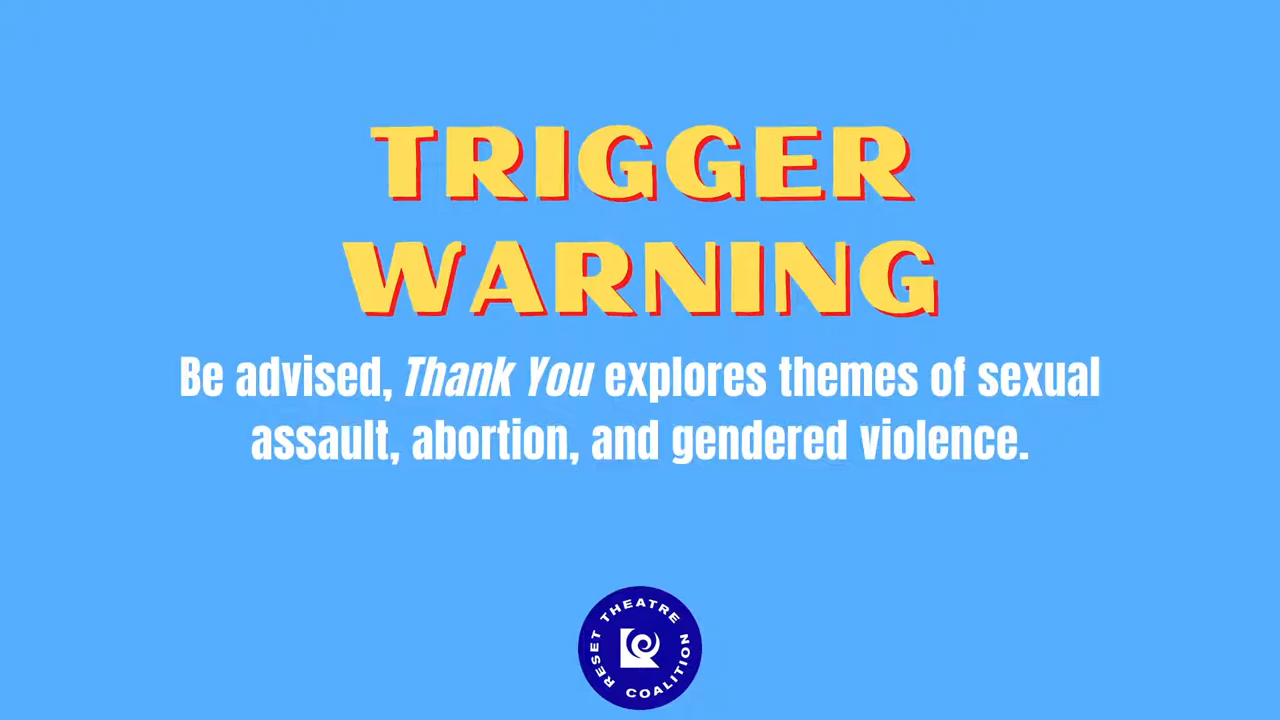 TRIGGER
WARNING
Be advised, Thank You explores themes of sexual
assault, abortion, and gendered violence.
RESET THEATRE
COALITION